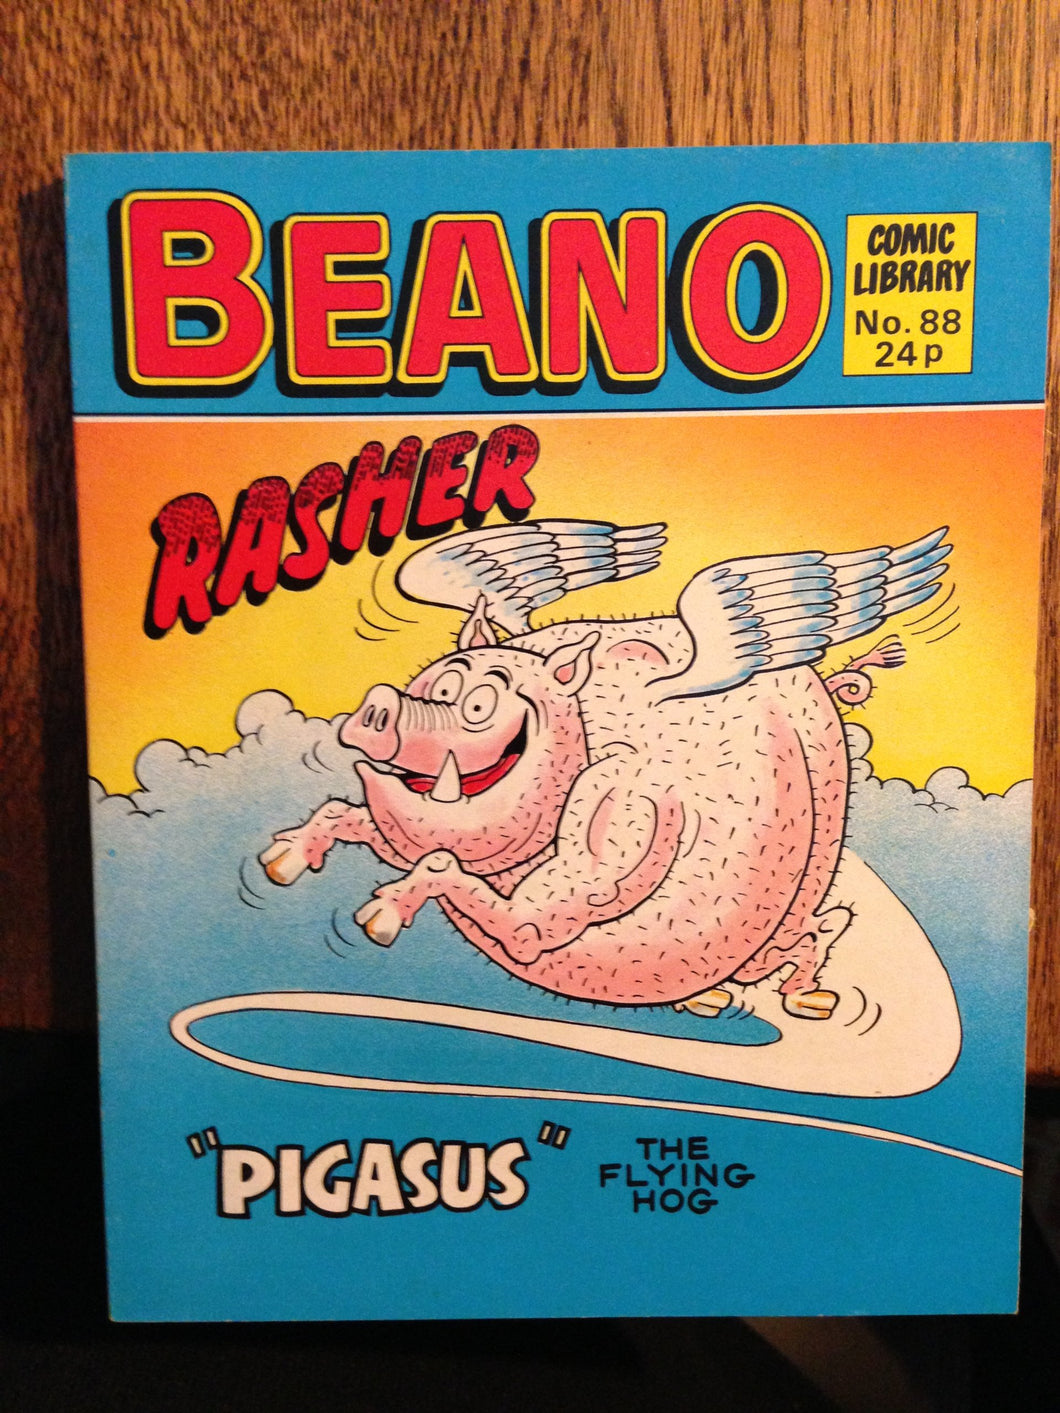 BEANO
COMIC
LIBRARY
No. 88
24p
RASHER
"PIGASUS"
THE
FLYING
HOG